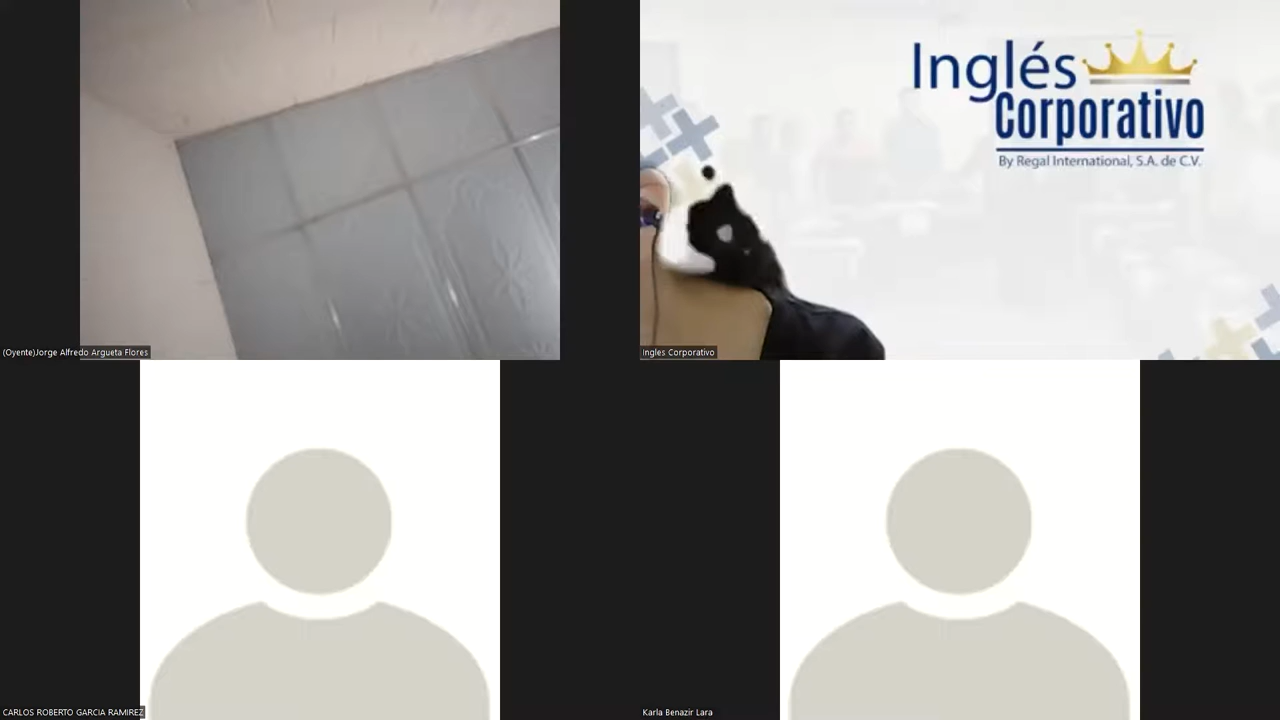 Inglés
Corporativo
By Regal International, S.A. de C.V.
(Oyente)Jorge Alfredo Argueta Flores
Ingles Corporativo
CARLOS ROBERTO GARCIA RAMIREZ
Karla Benazir Lara